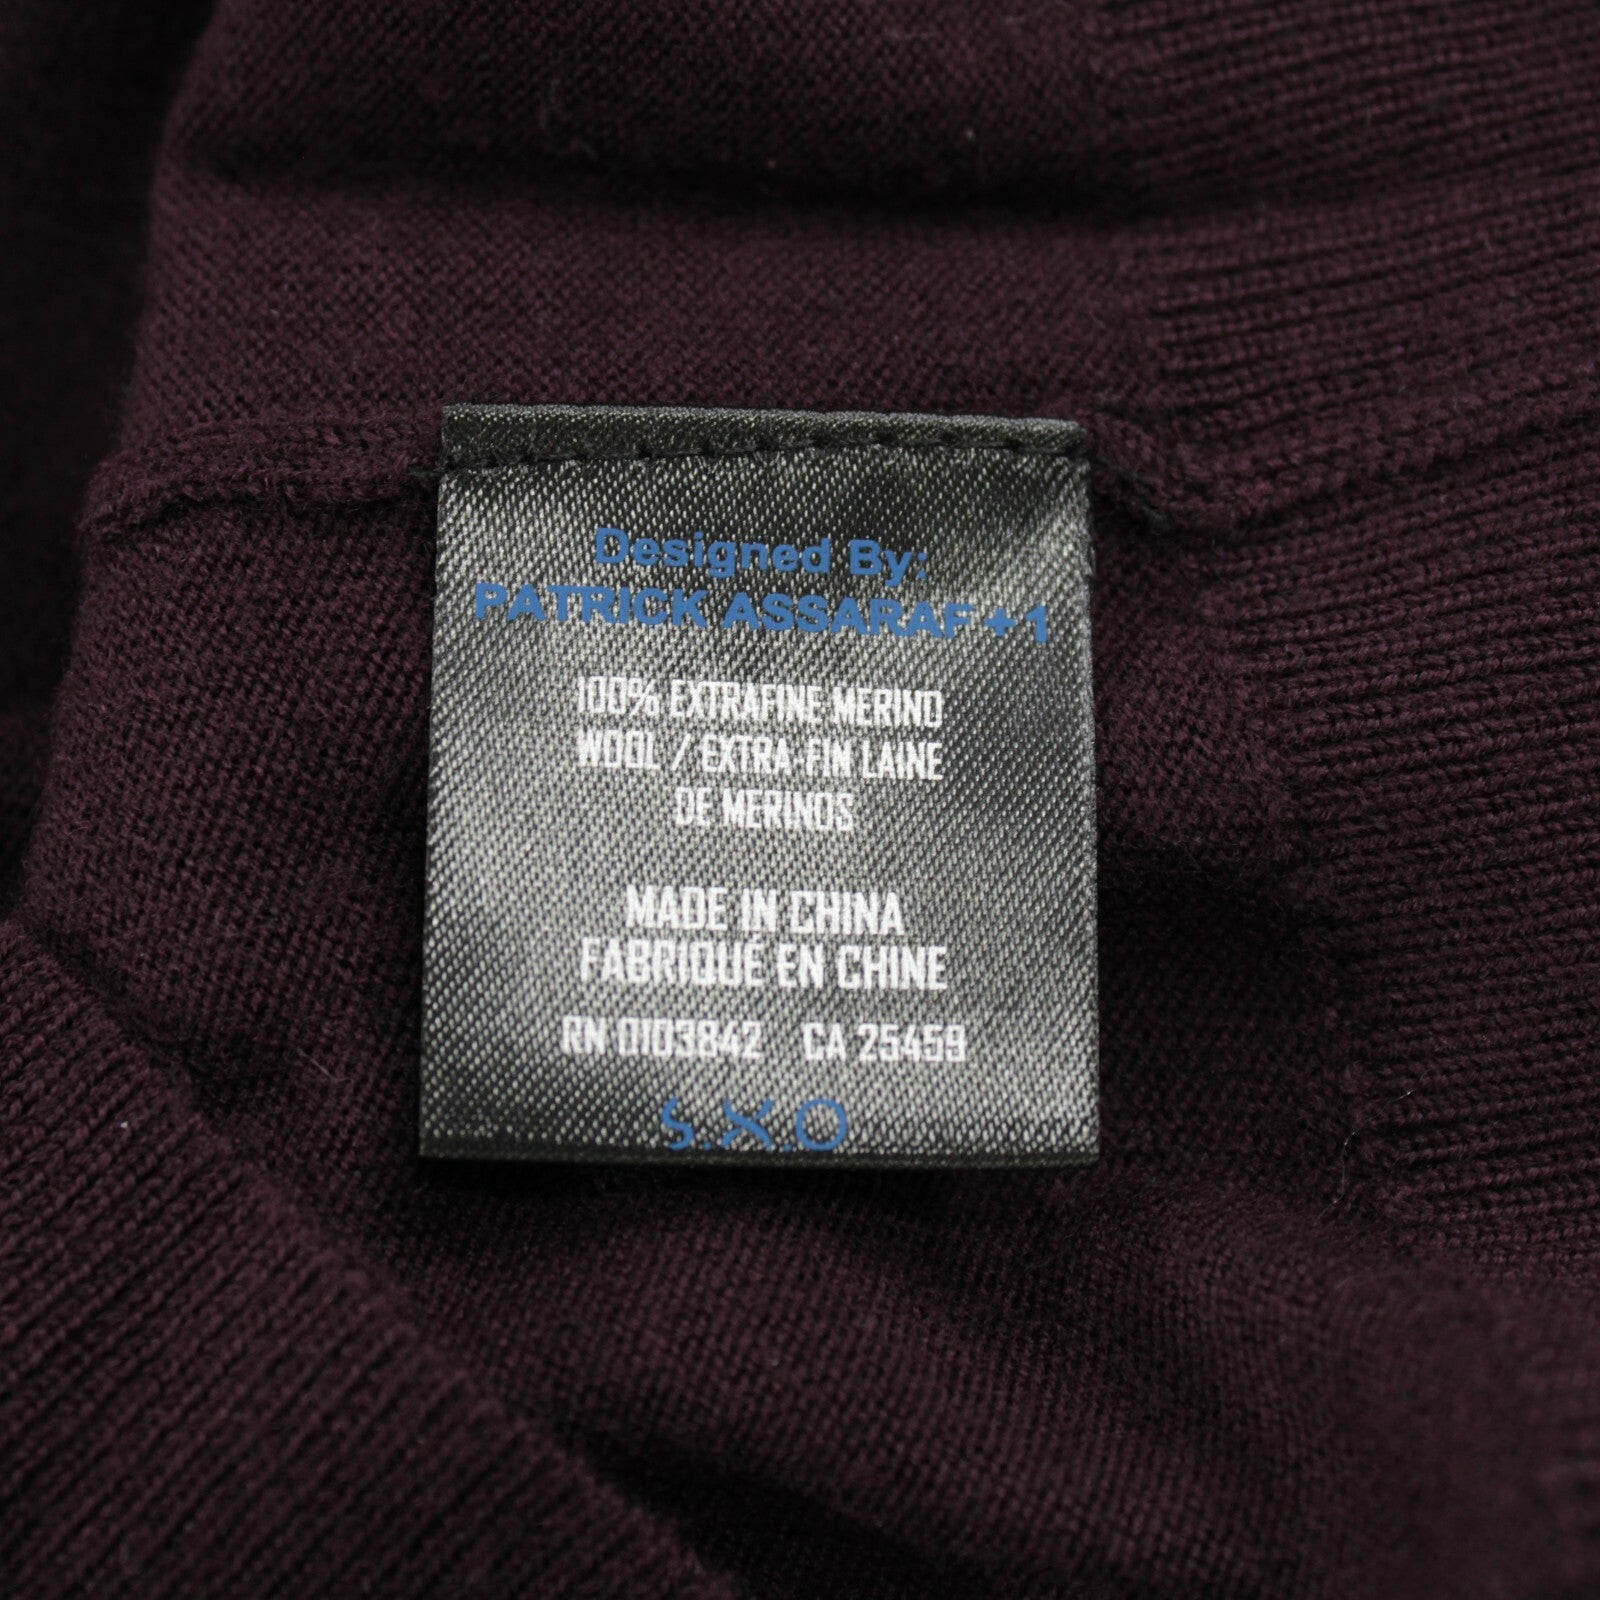 Designed By:
PATRICK ASSARAF + 1
100% EXTRAFINE MERINO
WOOL / EXTRA-FIN LAINE
DE MERINOS
MADE IN CHINA
FABRIQUÉ EN CHINE
RN 0103842 CA 25459
S.X.O